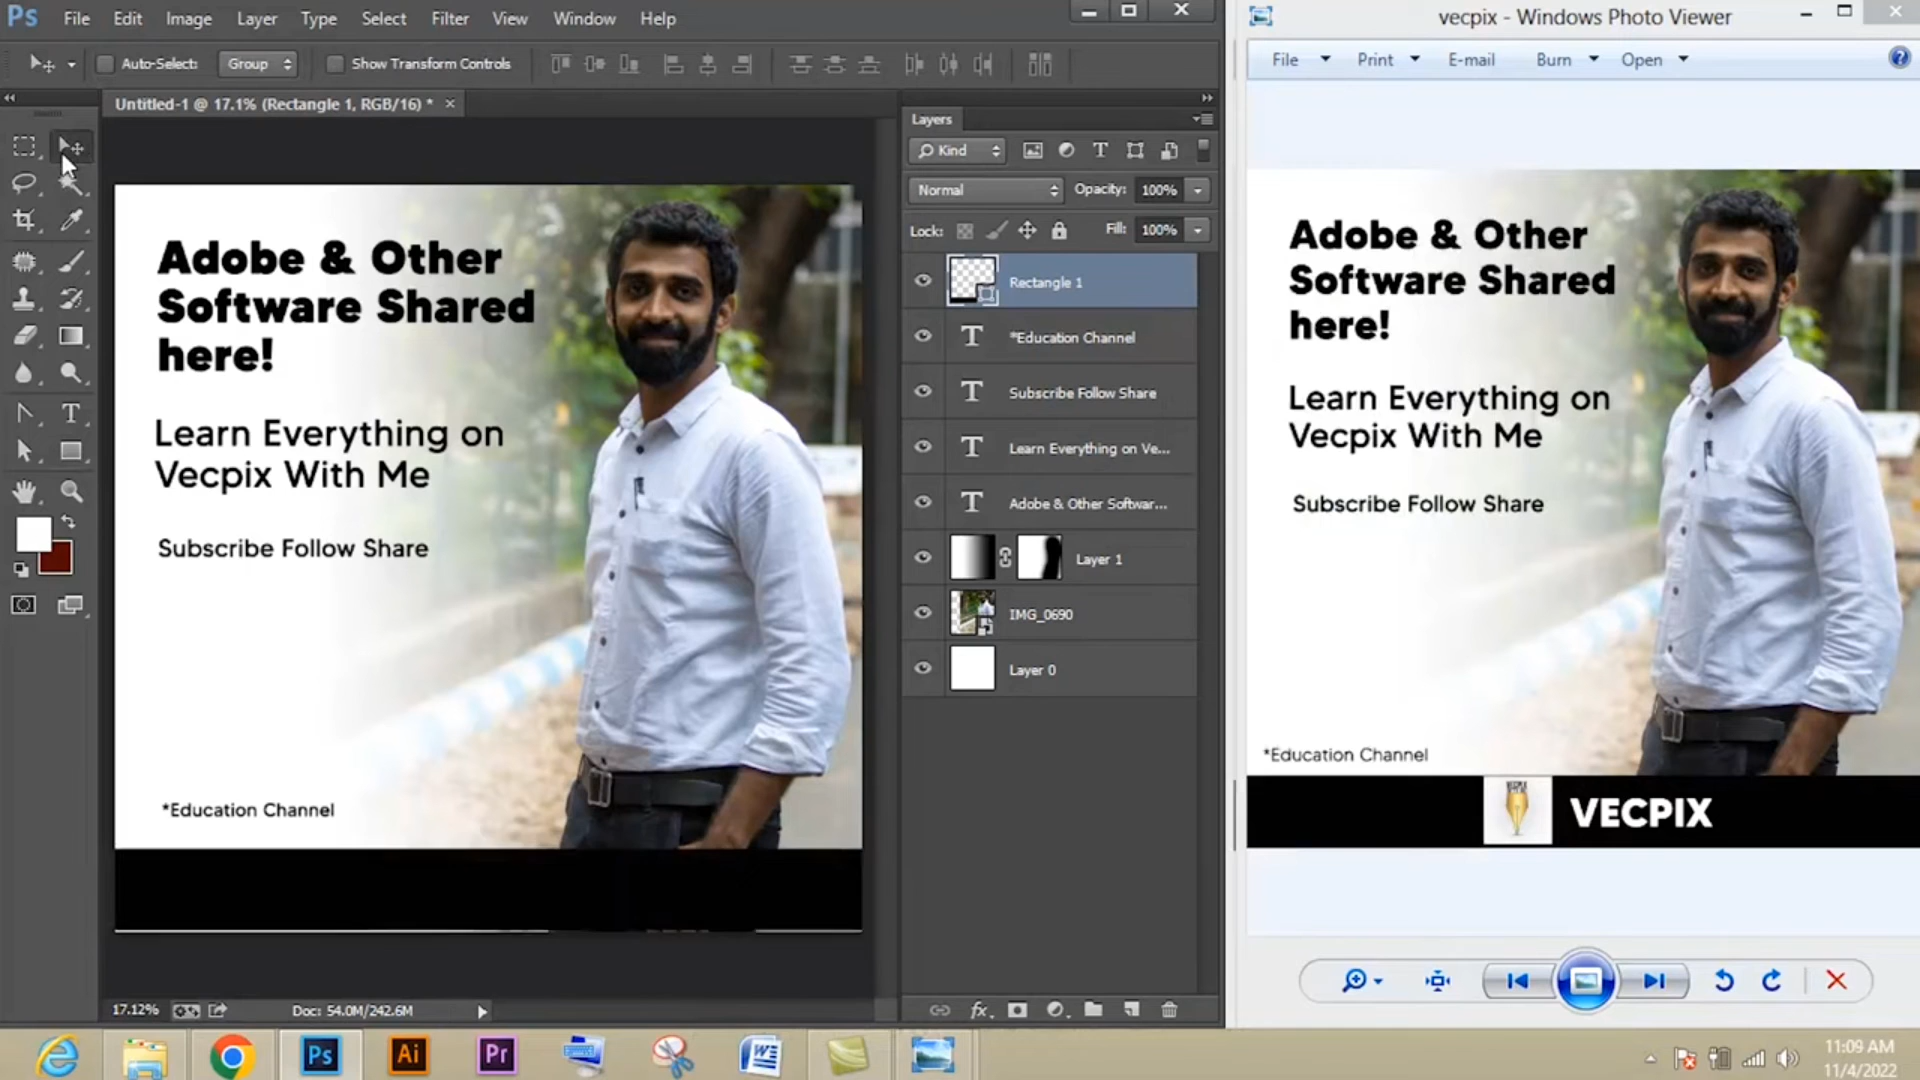 Ps File Edit Image Layer Type Select Filter View Window Help
Auto-Select: Group Show Transform Controls
Untitled-1 @ 17.1% (Rectangle 1, RGB/16) * ×
Adobe & Other
Software Shared
here!
Learn Everything on
Vecpix With Me
Subscribe Follow Share
*Education Channel
17.12% Doc: 54.0M/242.6M
Layers
Kind T
Normal Opacity: 100%
Lock: Fill: 100%
Rectangle 1
T *Education Channel
T Subscribe Follow Share
T Learn Everything on Ve...
T Adobe & Other Softwar...
Layer 1
IMG_0690
Layer 0
fx.
vecpix - Windows Photo Viewer
File Print E-mail Burn Open
Adobe & Other
Software Shared
here!
Learn Everything on
Vecpix With Me
Subscribe Follow Share
*Education Channel
VECPIX
Ps Ai Pr
11:09 AM
11/4/2022